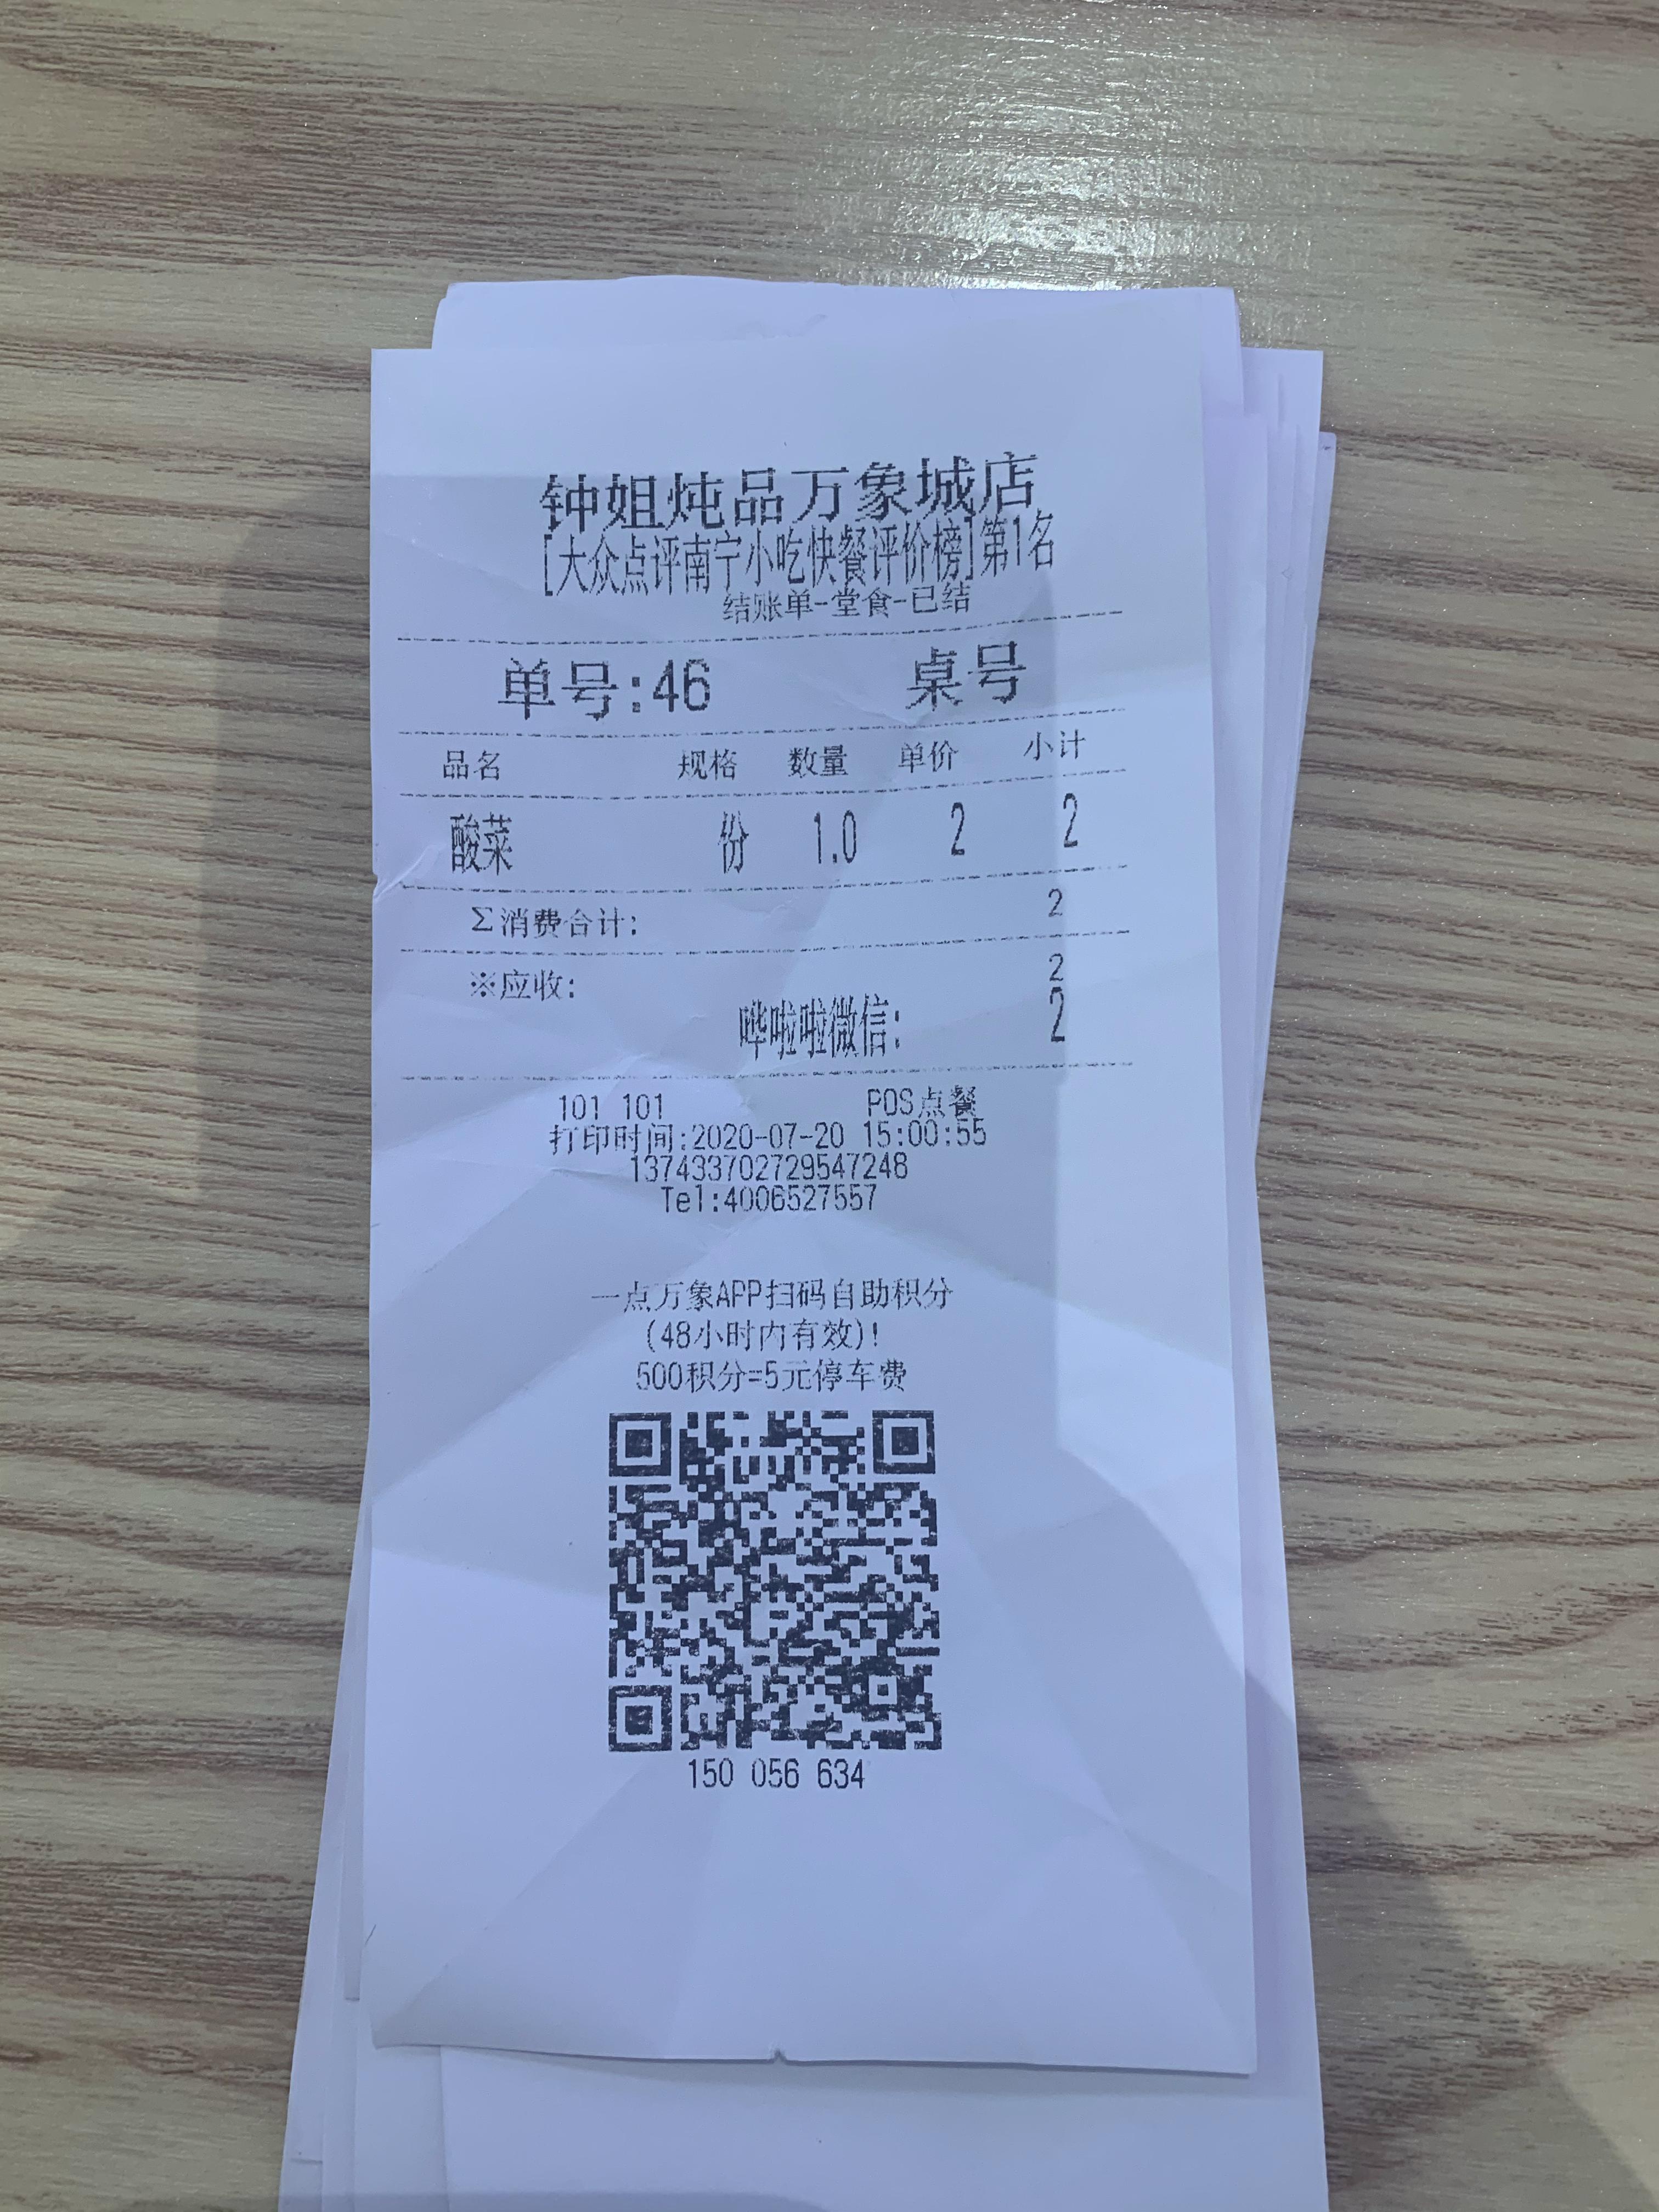 钟姐炖品万象城店
[大众点评南宁小吃快餐评价榜]第1名
结账单-堂食-已结
单号:46 桌号
品名 规格 数量 单价 小计
酸菜 份 1.0 2 2
Σ消费合计: 2
※应收: 2
哗啦啦微信: 2
101 101 POS点餐
打印时间:2020-07-20 15:00:55
137433702729547248
Tel:4006527557
一点万象APP扫码自助积分
(48小时内有效)!
500积分=5元停车费
150 056 634